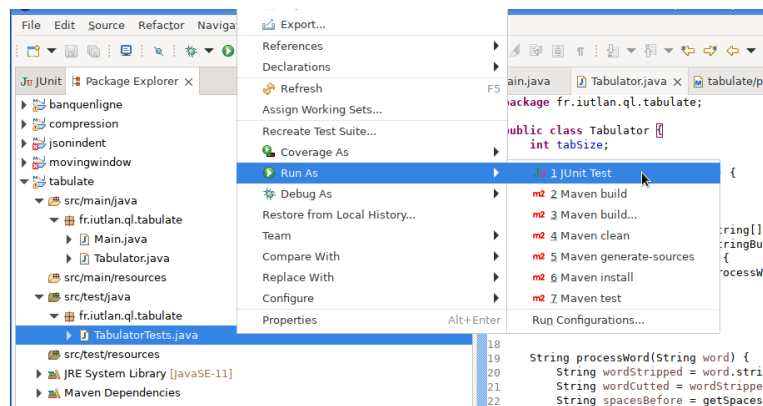 File Edit Source Refactor Naviga
JUnit
Package Explorer
banquenligne
compression
jsonindent
movingwindow
tabulate
src/main/java
fr.iutlan.ql.tabulate
Main.java
Tabulator.java
src/main/resources
src/test/java
fr.iutlan.ql.tabulate
TabulatorTests.java
src/test/resources
JRE System Library [JavaSE-11]
Maven Dependencies
Export...
References
Declarations
Refresh F5
Assign Working Sets...
Recreate Test Suite...
Coverage As
Run As
Debug As
Restore from Local History...
Team
Compare With
Replace With
Configure
Properties Alt+Enter
1 JUnit Test
m2 2 Maven build
m2 3 Maven build...
m2 4 Maven clean
m2 5 Maven generate-sources
m2 6 Maven install
m2 7 Maven test
Run Configurations...
ain.java
Tabulator.java
tabulate/p
package fr.iutlan.ql.tabulate;
ublic class Tabulator {
int tabSize;
{
tring[]
tringBu
{
rocessW
18
19 String processWord(String word) {
20 String wordStripped = word.stri
21 String wordCutted = wordStrippe
22 String spacesBefore = getSpaces